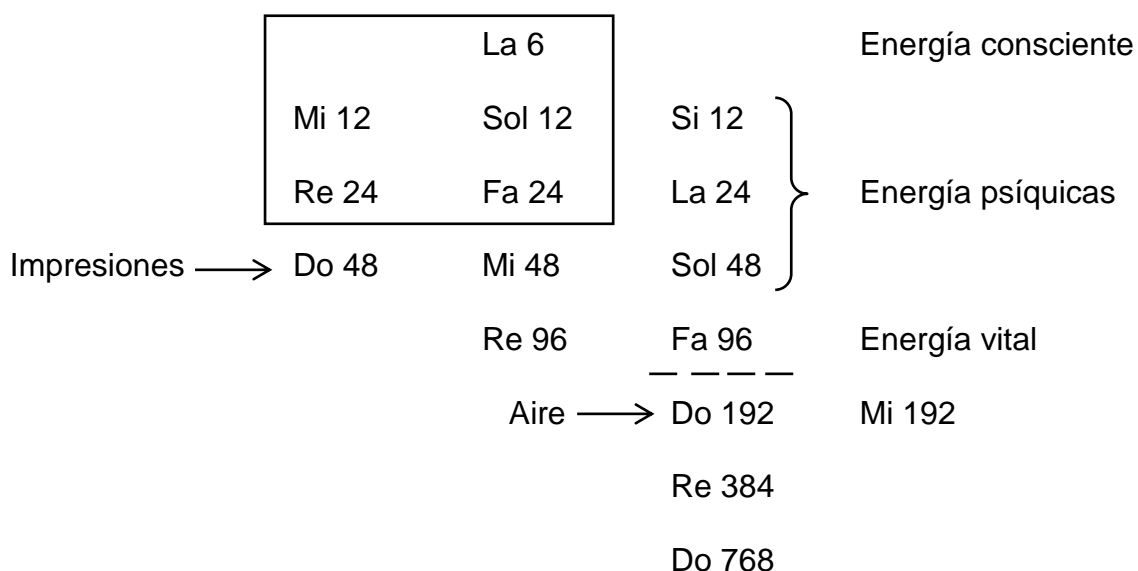 La 6 Energía consciente
Mi 12 Sol 12 Si 12
Re 24 Fa 24 La 24 Energía psíquicas
Impresiones Do 48 Mi 48 Sol 48
Re 96 Fa 96 Energía vital
Aire Do 192 Mi 192
Re 384
Do 768